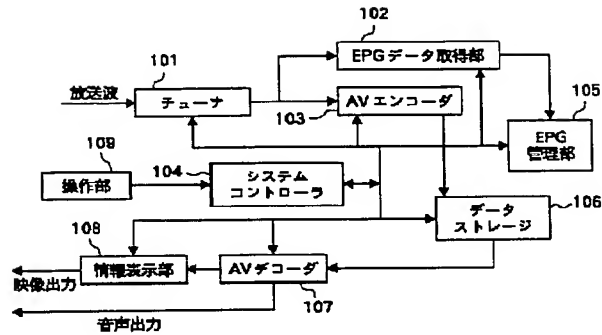 102
101
EPGデータ取得部
放送波
チューナ
AVエンコーダ
103
105
EPG
管理部
109
操作部
104
システム
コントローラ
データ
ストレージ
106
108
情報表示部
AVデコーダ
映像出力
107
音声出力